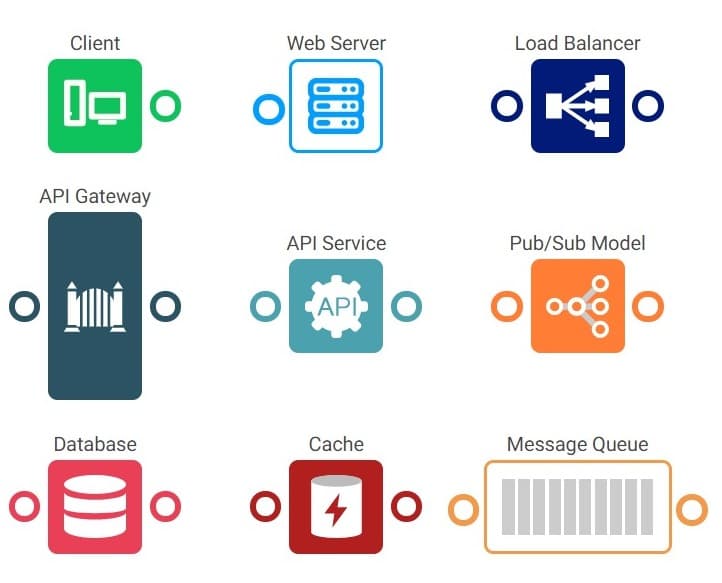 Client
Web Server
Load Balancer
API Gateway
API Service
Pub/Sub Model
API
Database
Cache
Message Queue